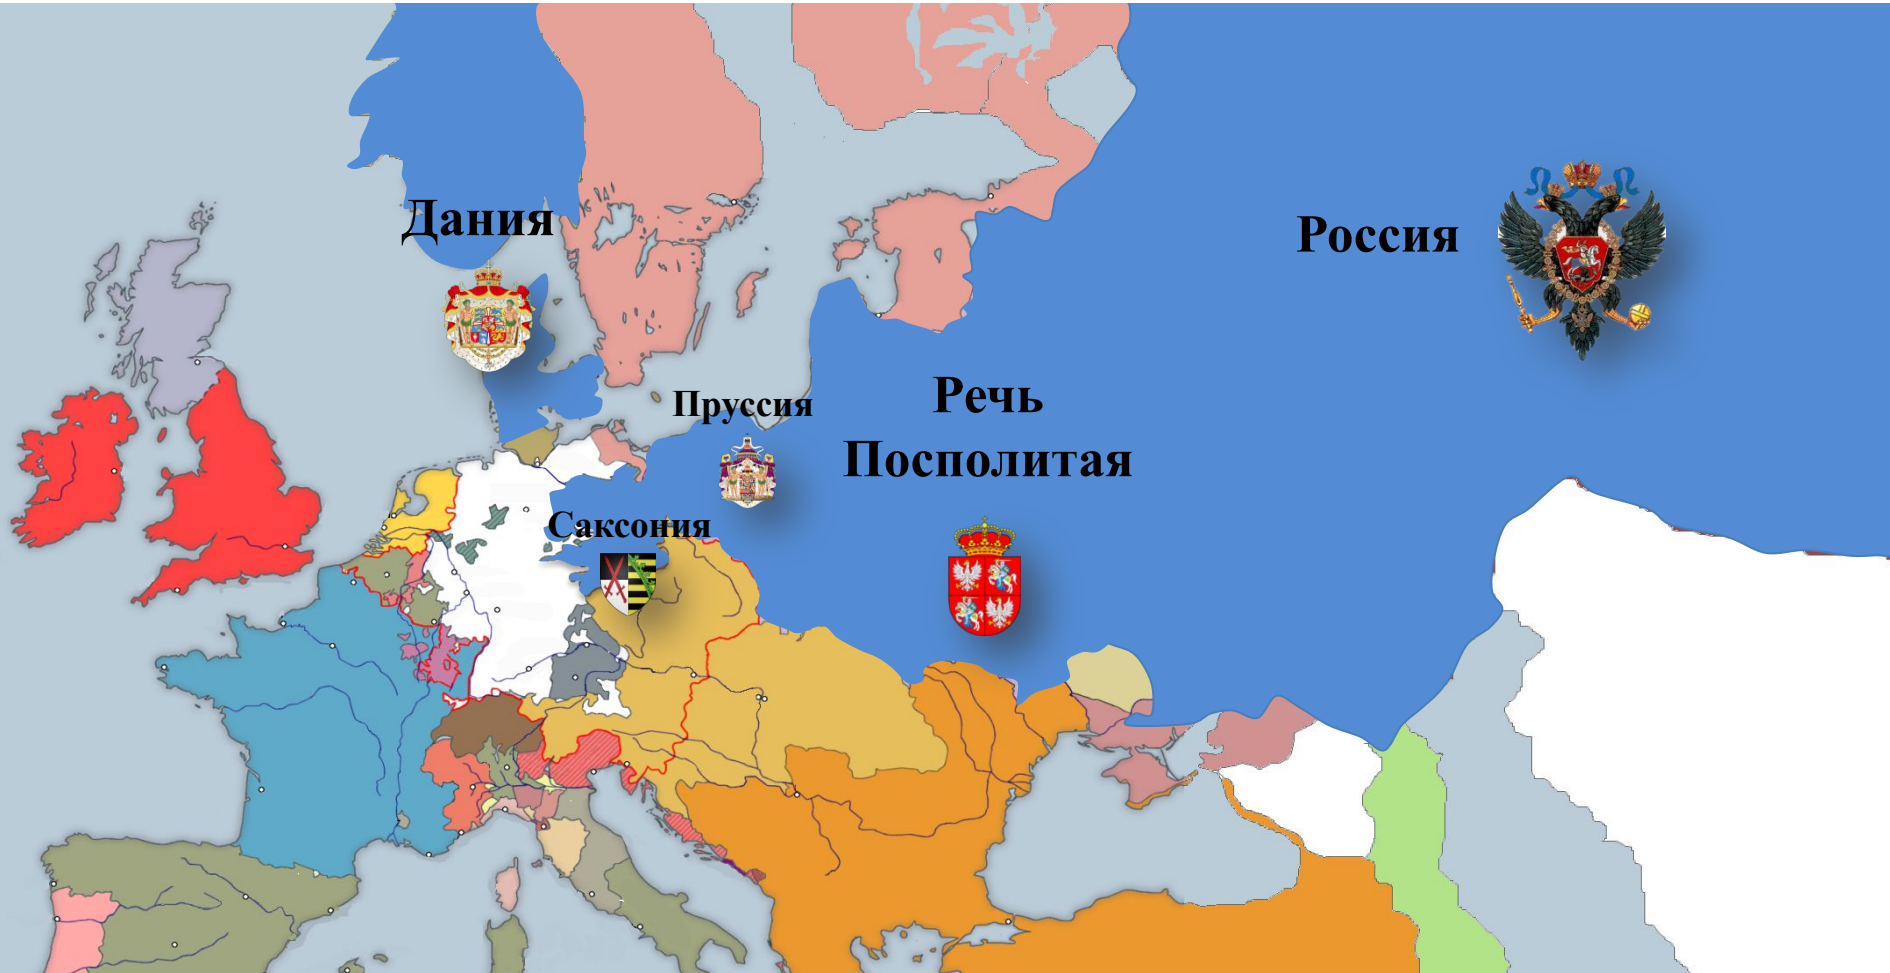 Дания
Россия
Пруссия
Речь
Посполитая
Саксония